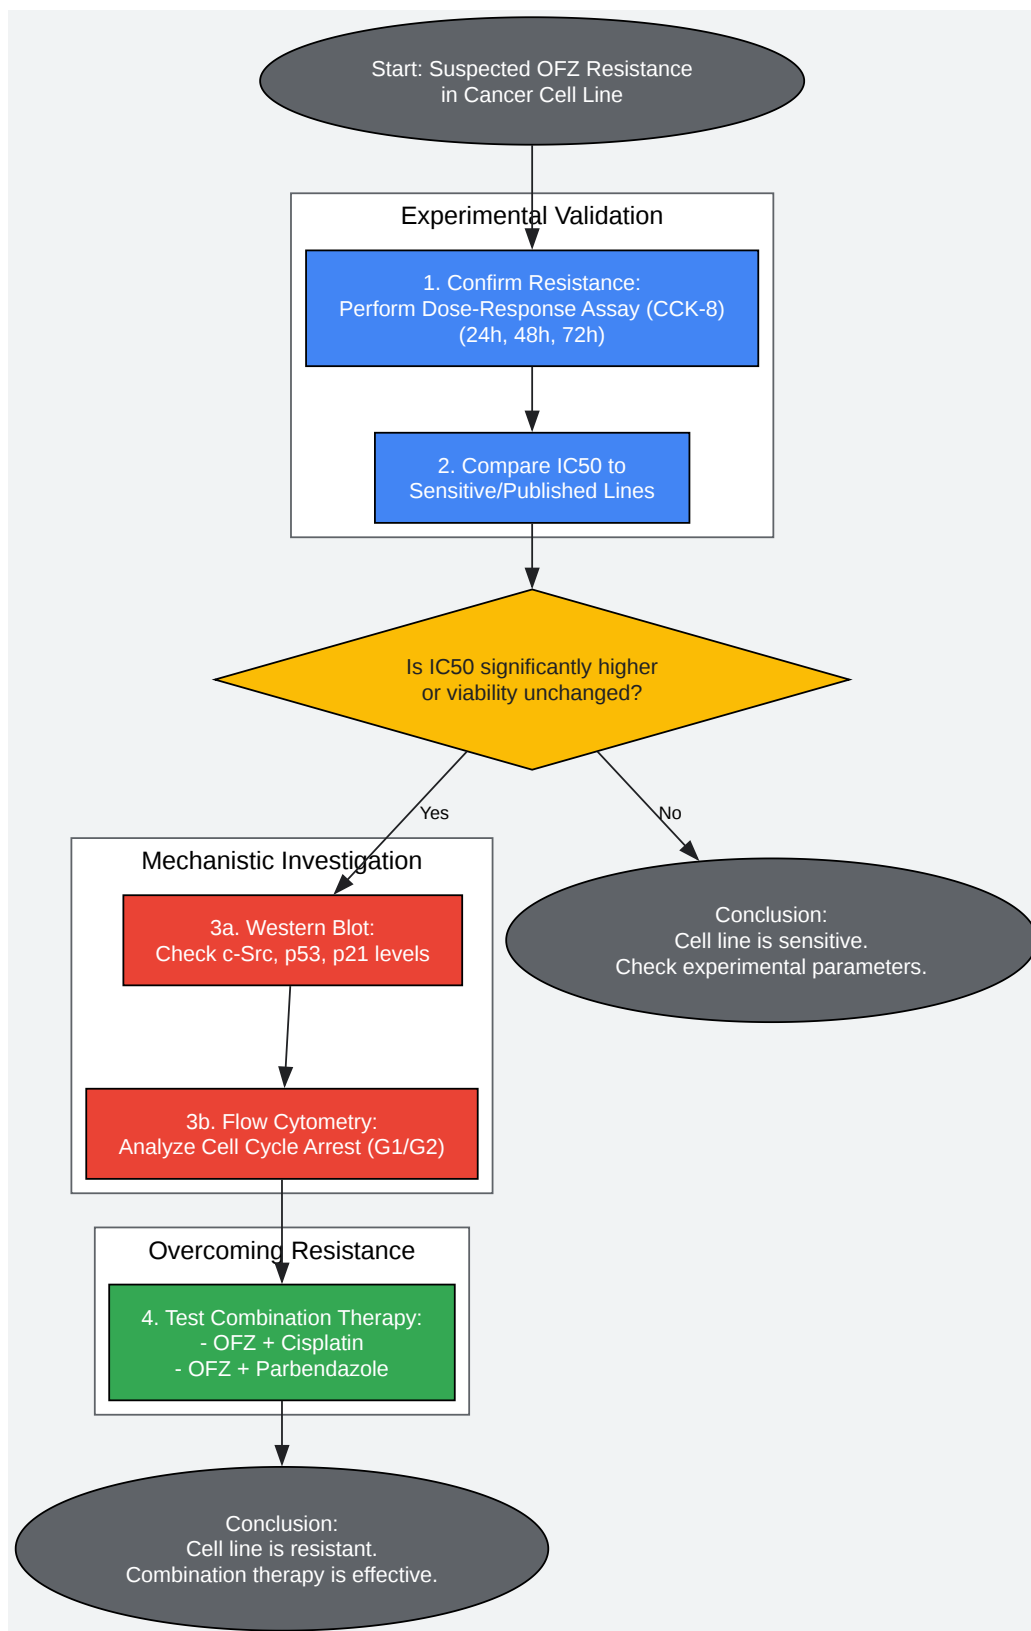 Start: Suspected OFZ Resistance
in Cancer Cell Line
Experimental Validation
1. Confirm Resistance:
Perform Dose-Response Assay (CCK-8)
(24h, 48h, 72h)
2. Compare IC50 to
Sensitive/Published Lines
Is IC50 significantly higher
or viability unchanged?
Yes
No
Mechanistic Investigation
3a. Western Blot:
Check c-Src, p53, p21 levels
Conclusion:
Cell line is sensitive.
Check experimental parameters.
3b. Flow Cytometry:
Analyze Cell Cycle Arrest (G1/G2)
Overcoming Resistance
4. Test Combination Therapy:
- OFZ + Cisplatin
- OFZ + Parbendazole
Conclusion:
Cell line is resistant.
Combination therapy is effective.